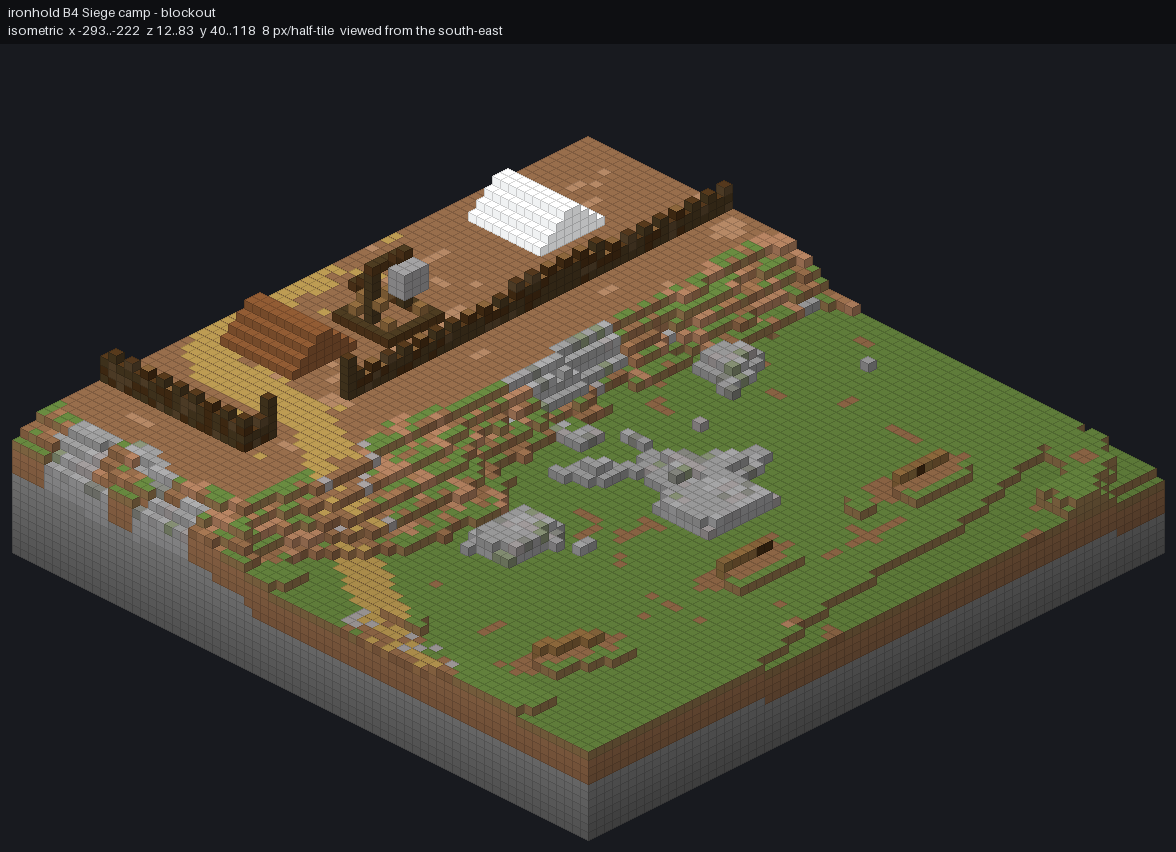 ironhold B4 Siege camp - blockout
isometric  x -293..-222  z 12..83  y 40..118  8 px/half-tile  viewed from the south-east